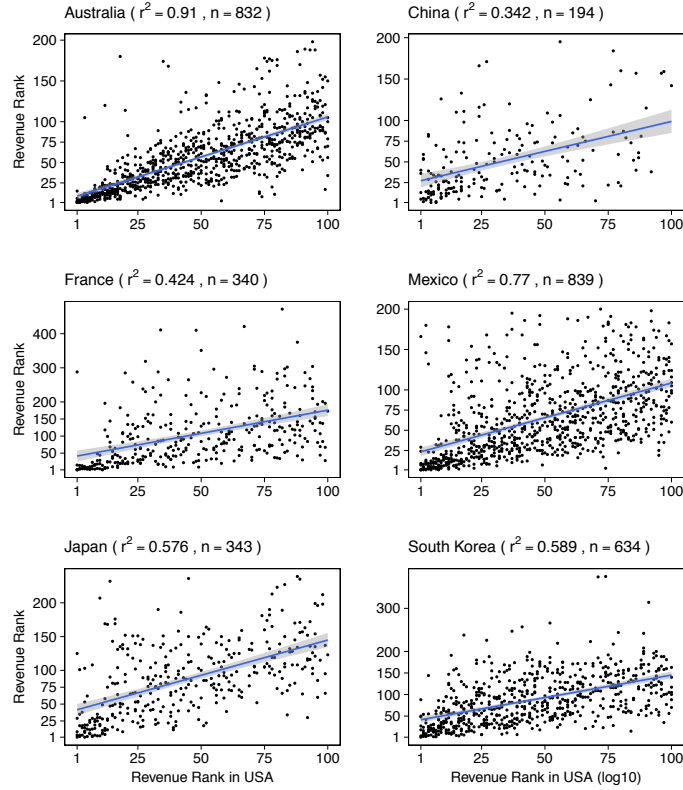 Australia ( r² = 0.91 , n = 832 )
China ( r² = 0.342 , n = 194 )
Revenue Rank
200
150
100
75
50
25
1
1 25 50 75 100
200
150
100
75
50
25
1
1 25 50 75 100
France ( r² = 0.424 , n = 340 )
Mexico ( r² = 0.77 , n = 839 )
Revenue Rank
400
300
200
150
100
50
1
1 25 50 75 100
200
150
100
75
50
25
1
1 25 50 75 100
Japan ( r² = 0.576 , n = 343 )
South Korea ( r² = 0.589 , n = 634 )
Revenue Rank
200
150
100
75
50
25
1
1 25 50 75 100
Revenue Rank in USA
300
200
150
100
50
1
1 25 50 75 100
Revenue Rank in USA (log10)